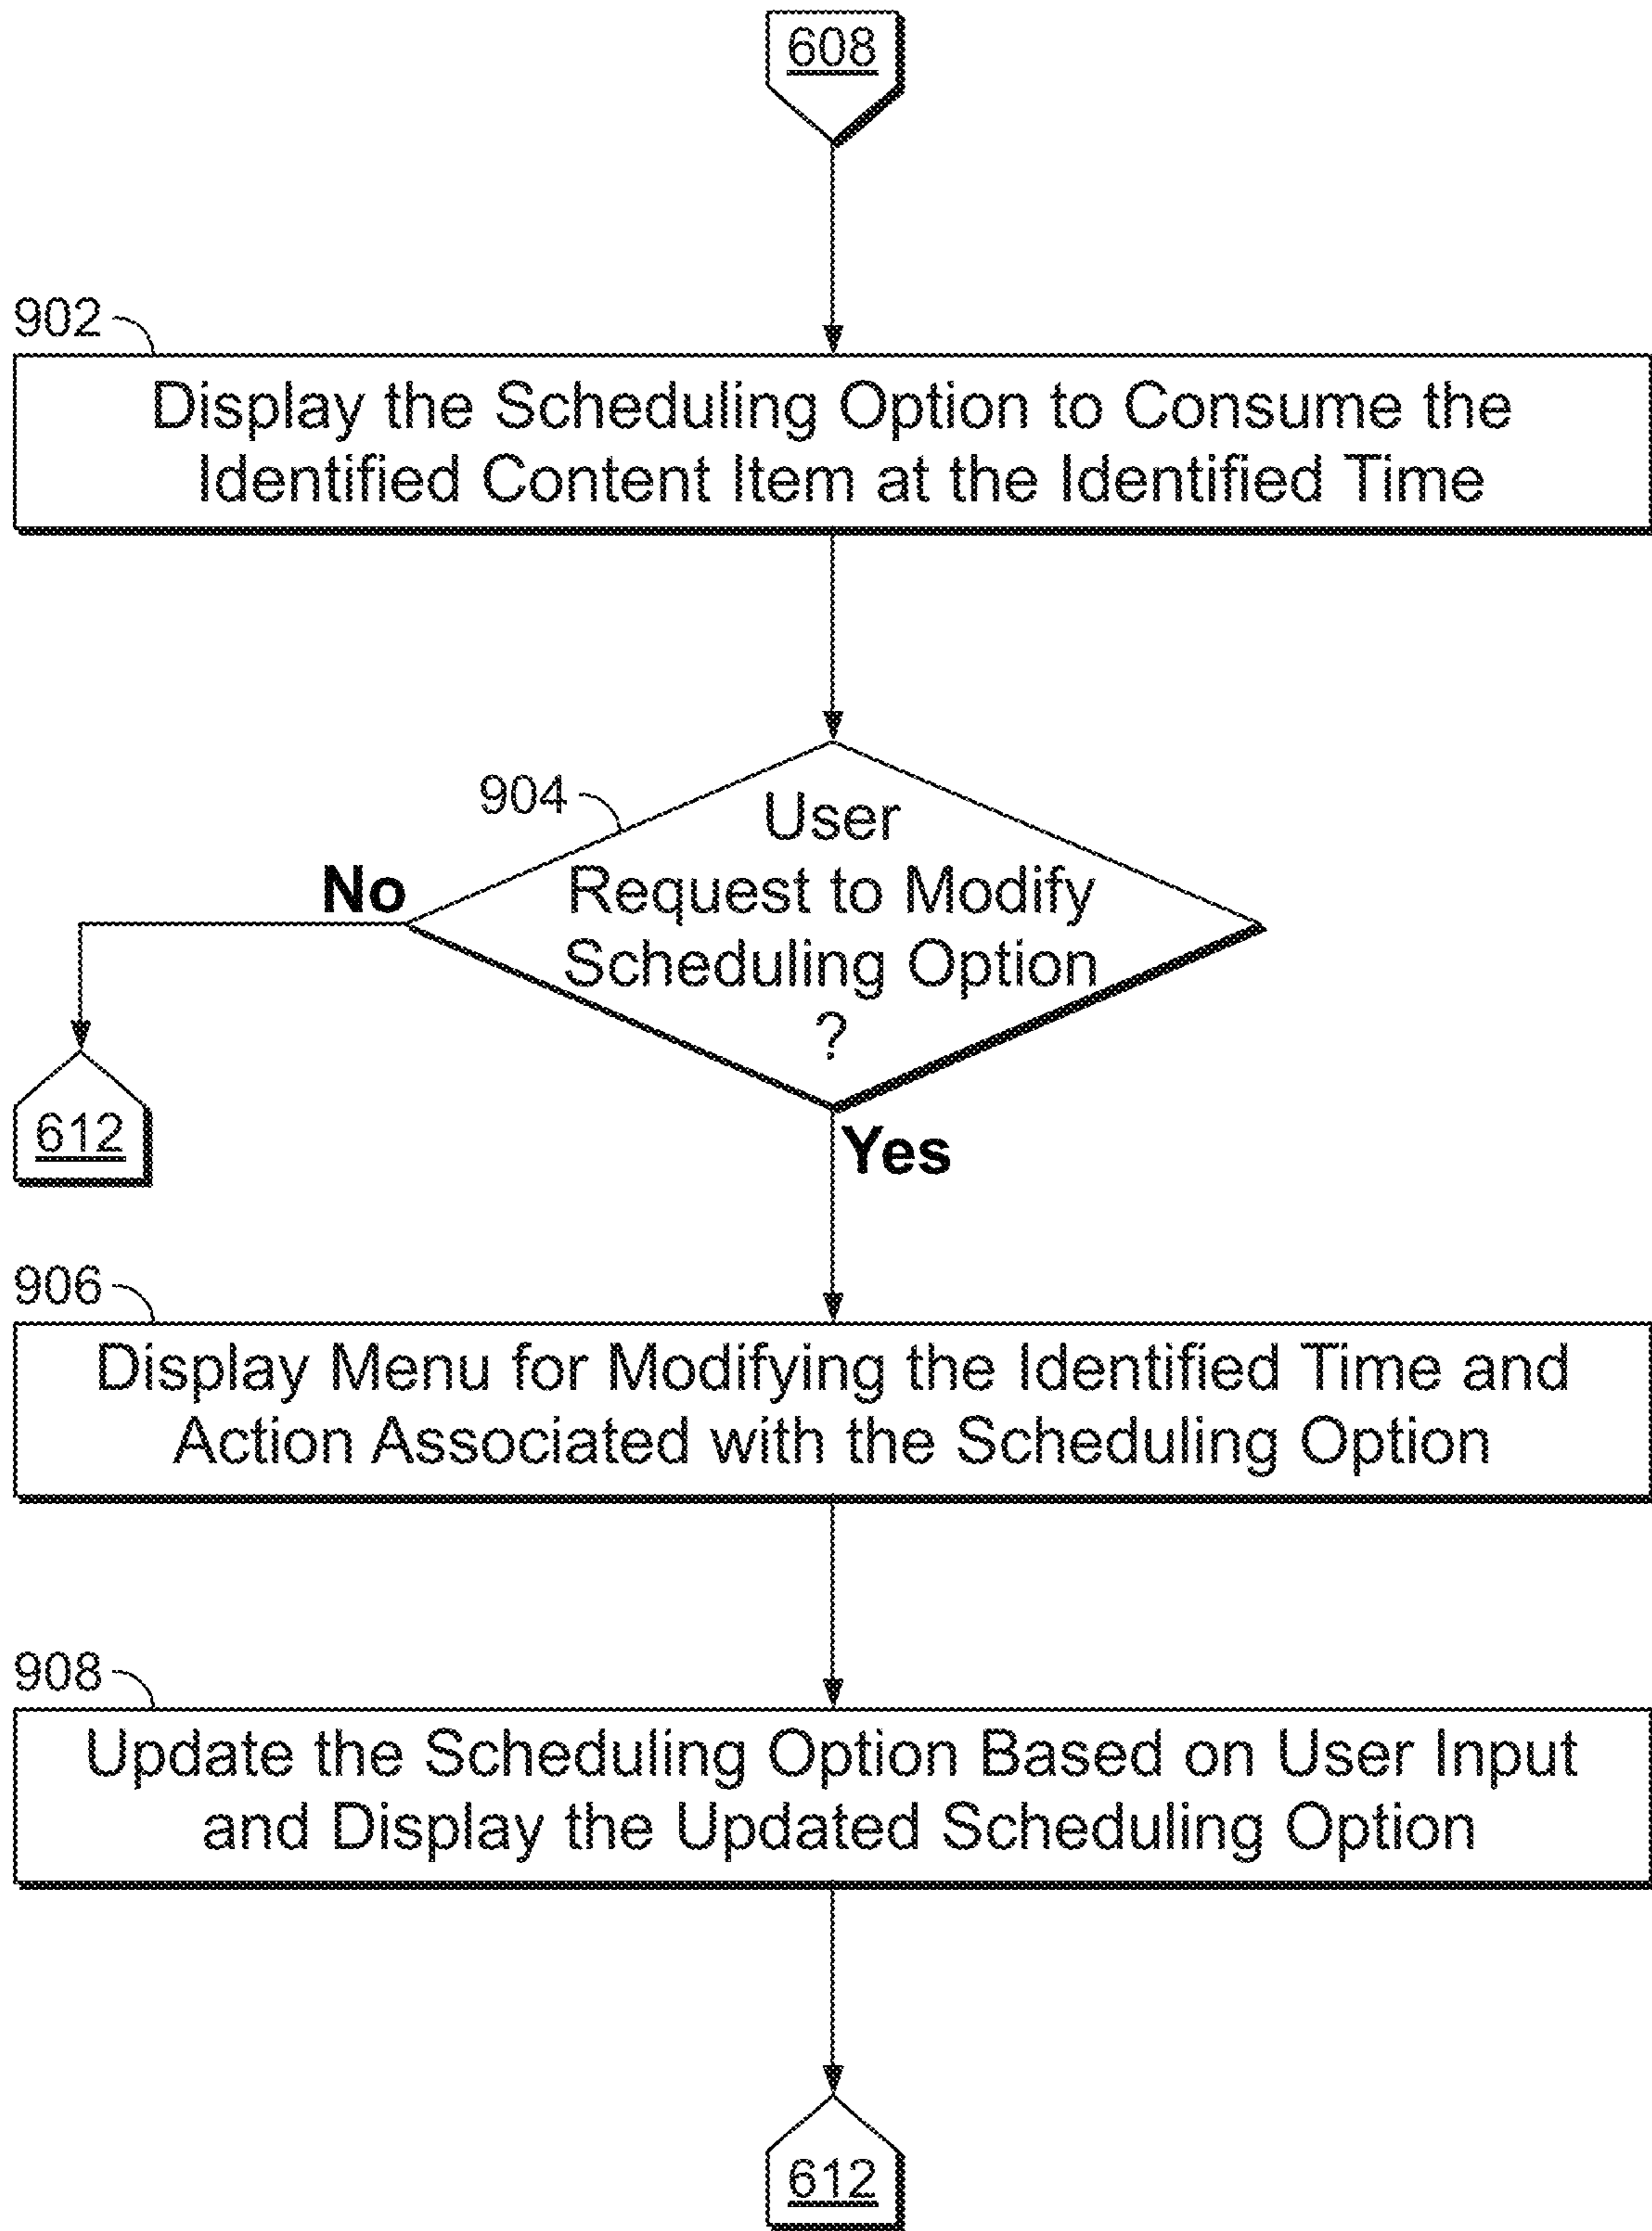 608
902
Display the Scheduling Option to Consume the
Identified Content Item at the Identified Time
904
User
Request to Modify
Scheduling Option
?
No
612
Yes
906
Display Menu for Modifying the Identified Time and
Action Associated with the Scheduling Option
908
Update the Scheduling Option Based on User Input
and Display the Updated Scheduling Option
612